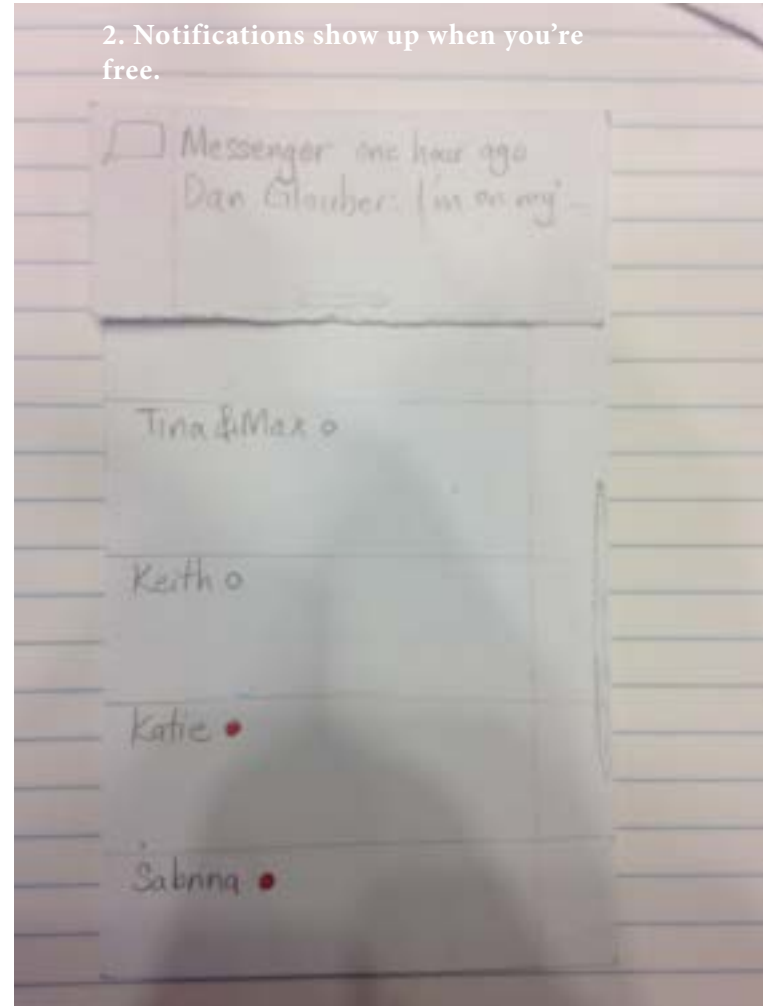 2. Notifications show up when you’re
free.
Messenger one hour ago
Dan Glouber: I'm on my...
Tina & Max
Keith
Katie
Sabrina